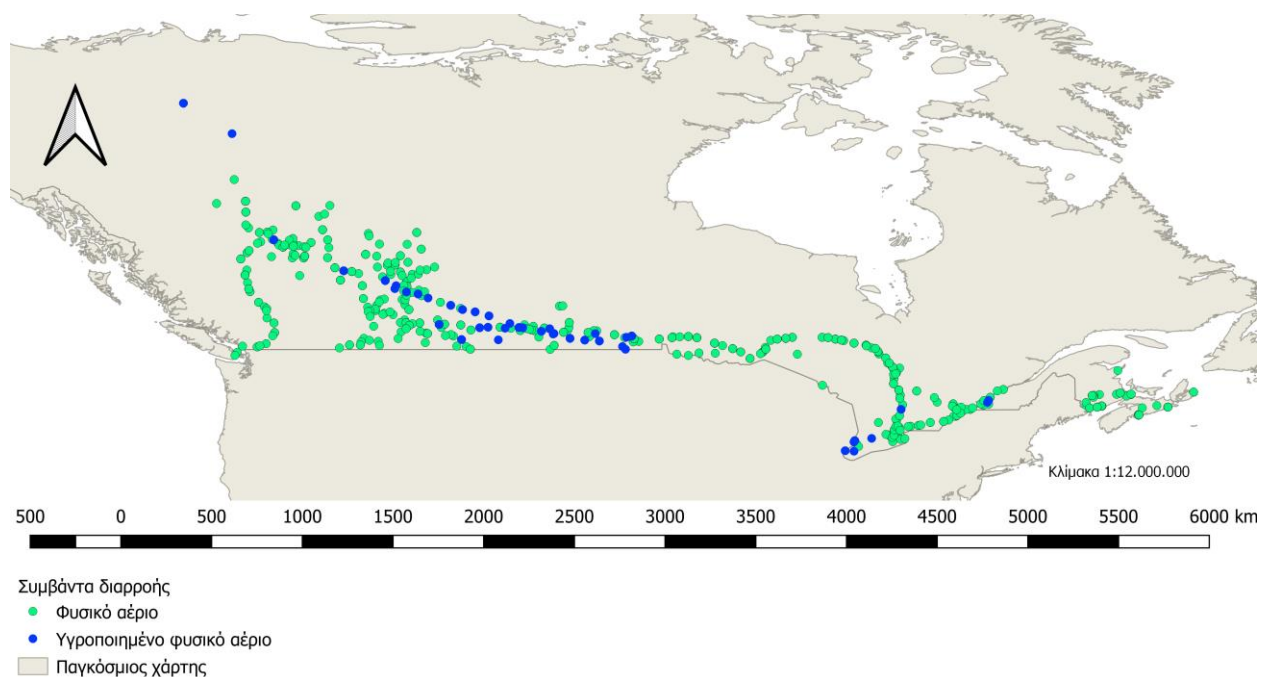 Κλίμακα 1:12.000.000
500 0 500 1000 1500 2000 2500 3000 3500 4000 4500 5000 5500 6000 km
Συμβάντα διαρροής
Φυσικό αέριο
Υγροποιημένο φυσικό αέριο
Παγκόσμιος χάρτης